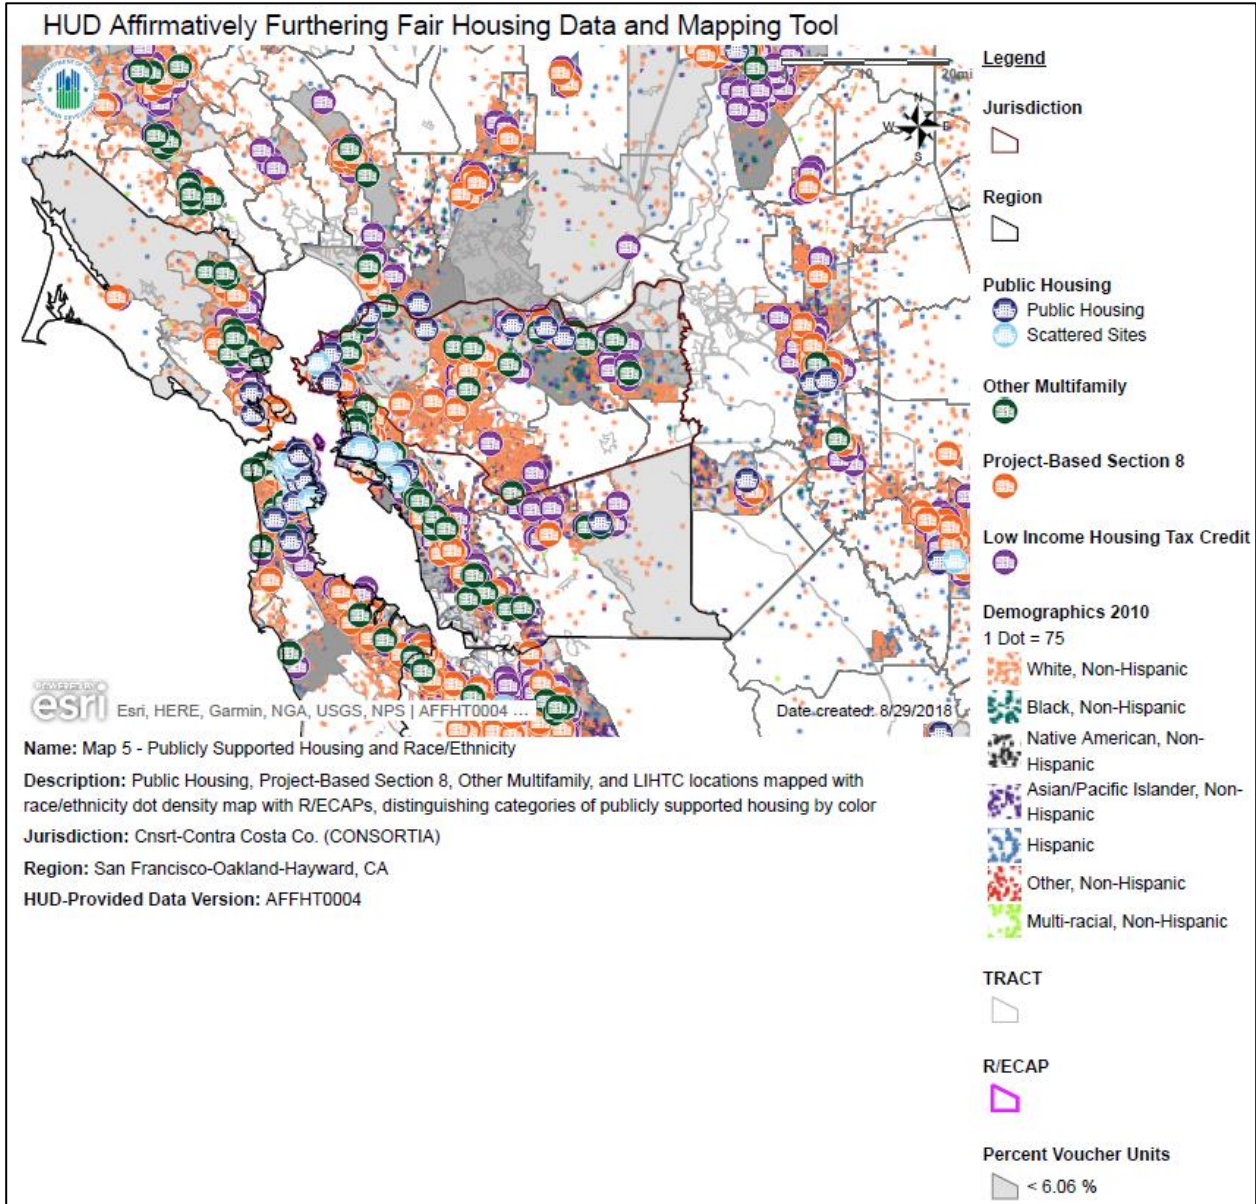 HUD Affirmatively Furthering Fair Housing Data and Mapping Tool
10
20mi
N
W
E
S
POWERED BY
esri
Esri, HERE, Garmin, NGA, USGS, NPS | AFFHT0004 ...
Date created: 8/29/2018
Name: Map 5 - Publicly Supported Housing and Race/Ethnicity
Description: Public Housing, Project-Based Section 8, Other Multifamily, and LIHTC locations mapped with
race/ethnicity dot density map with R/ECAPs, distinguishing categories of publicly supported housing by color
Jurisdiction: Cnsrt-Contra Costa Co. (CONSORTIA)
Region: San Francisco-Oakland-Hayward, CA
HUD-Provided Data Version: AFFHT0004
Legend
Jurisdiction
Region
Public Housing
Public Housing
Scattered Sites
Other Multifamily
Project-Based Section 8
Low Income Housing Tax Credit
Demographics 2010
1 Dot = 75
White, Non-Hispanic
Black, Non-Hispanic
Native American, Non-
Hispanic
Asian/Pacific Islander, Non-
Hispanic
Hispanic
Other, Non-Hispanic
Multi-racial, Non-Hispanic
TRACT
R/ECAP
Percent Voucher Units
< 6.06 %